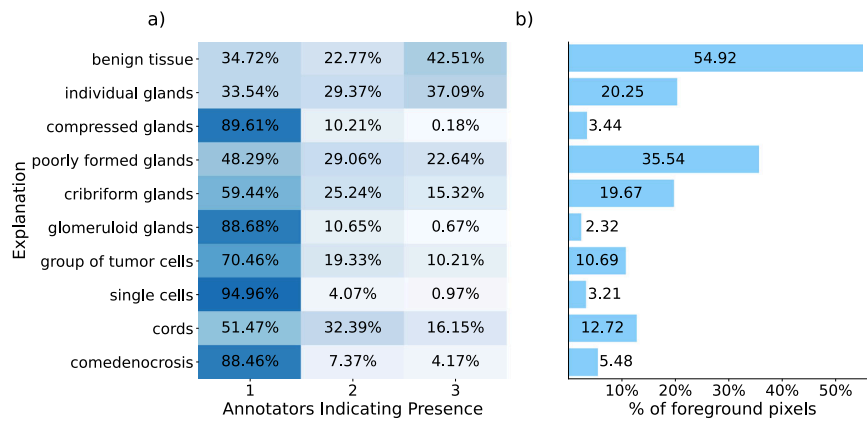 a)
b)
Explanation
benign tissue 34.72% 22.77% 42.51% 54.92
individual glands 33.54% 29.37% 37.09% 20.25
compressed glands 89.61% 10.21% 0.18% 3.44
poorly formed glands 48.29% 29.06% 22.64% 35.54
cribriform glands 59.44% 25.24% 15.32% 19.67
glomeruloid glands 88.68% 10.65% 0.67% 2.32
group of tumor cells 70.46% 19.33% 10.21% 10.69
single cells 94.96% 4.07% 0.97% 3.21
cords 51.47% 32.39% 16.15% 12.72
comedenocrosis 88.46% 7.37% 4.17% 5.48
1 2 3
Annotators Indicating Presence
10% 20% 30% 40% 50%
% of foreground pixels